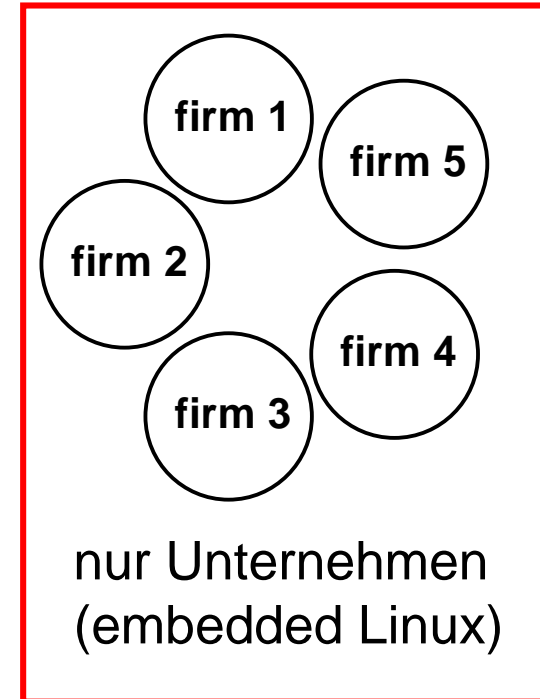 firm 1
firm 5
firm 2
firm 4
firm 3
nur Unternehmen
(embedded Linux)